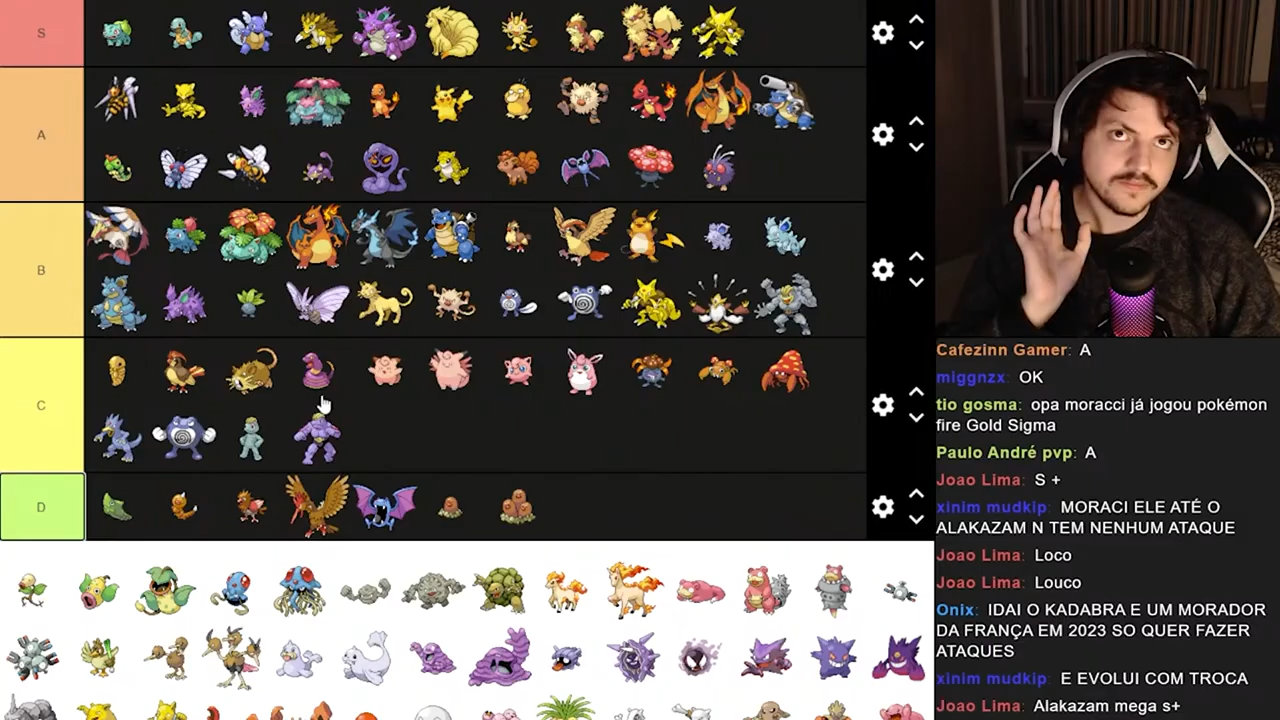 S
A
B
C
D
Cafezinn Gamer: A
miggnzx: OK
tio gosma: opa moracci já jogou pokémon
fire Gold Sigma
Paulo André pvp: A
Joao Lima: S +
xinim mudkip: MORACI ELE ATÉ O
ALAKAZAM N TEM NENHUM ATAQUE
Joao Lima: Loco
Joao Lima: Louco
Onix: IDAI O KADABRA E UM MORADOR
DA FRANÇA EM 2023 SO QUER FAZER
ATAQUES
xinim mudkip: E EVOLUI COM TROCA
Joao Lima: Alakazam mega s+